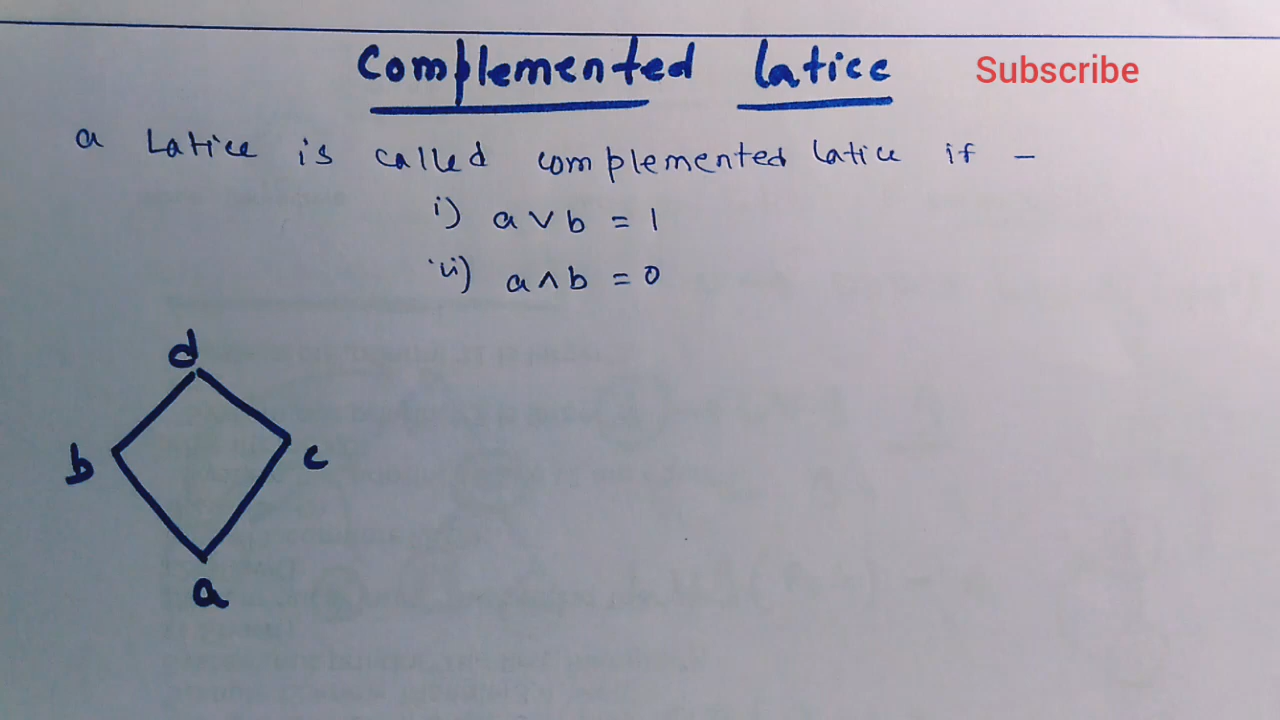 Complemented Latice
Subscribe
a Latice is called complemented latice if –
i) a ∨ b = 1
ii) a ∧ b = 0
d
b
c
a